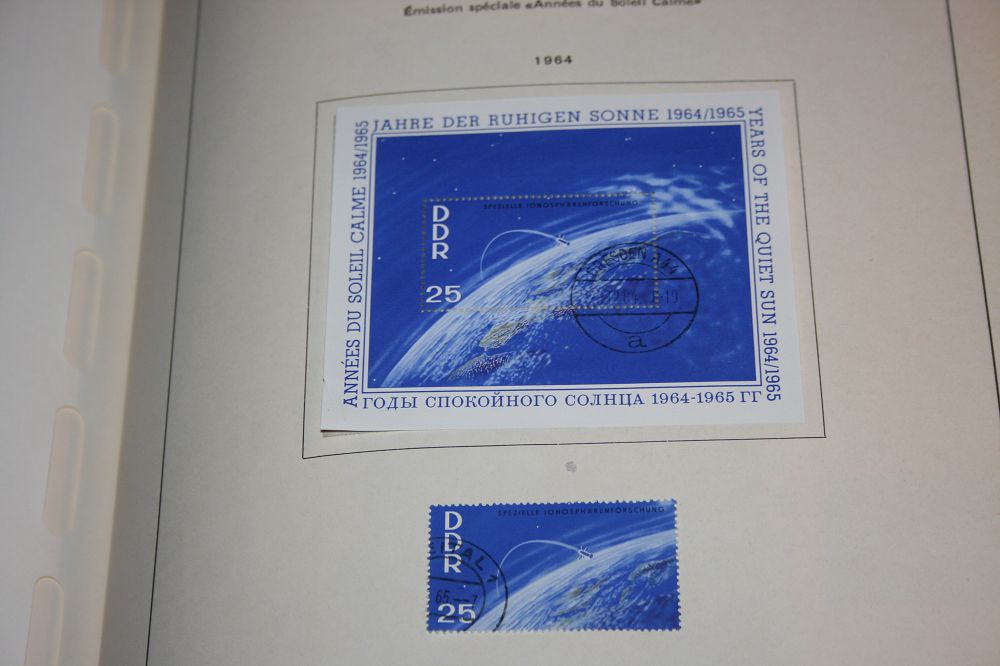 Émission spéciale «Années du Soleil Calme»
1964
JAHRE DER RUHIGEN SONNE 1964/1965
YEARS OF THE QUIET SUN 1964/1965
ANNÉES DU SOLEIL CALME 1964/1965
ГОДЫ СПОКОЙНОГО СОЛНЦА 1964-1965 ГГ
SPEZIELLE IONOSPHÄRENFORSCHUNG
DDR
25
DRESDEN A44
a
SPEZIELLE IONOSPHÄRENFORSCHUNG
DDR
25